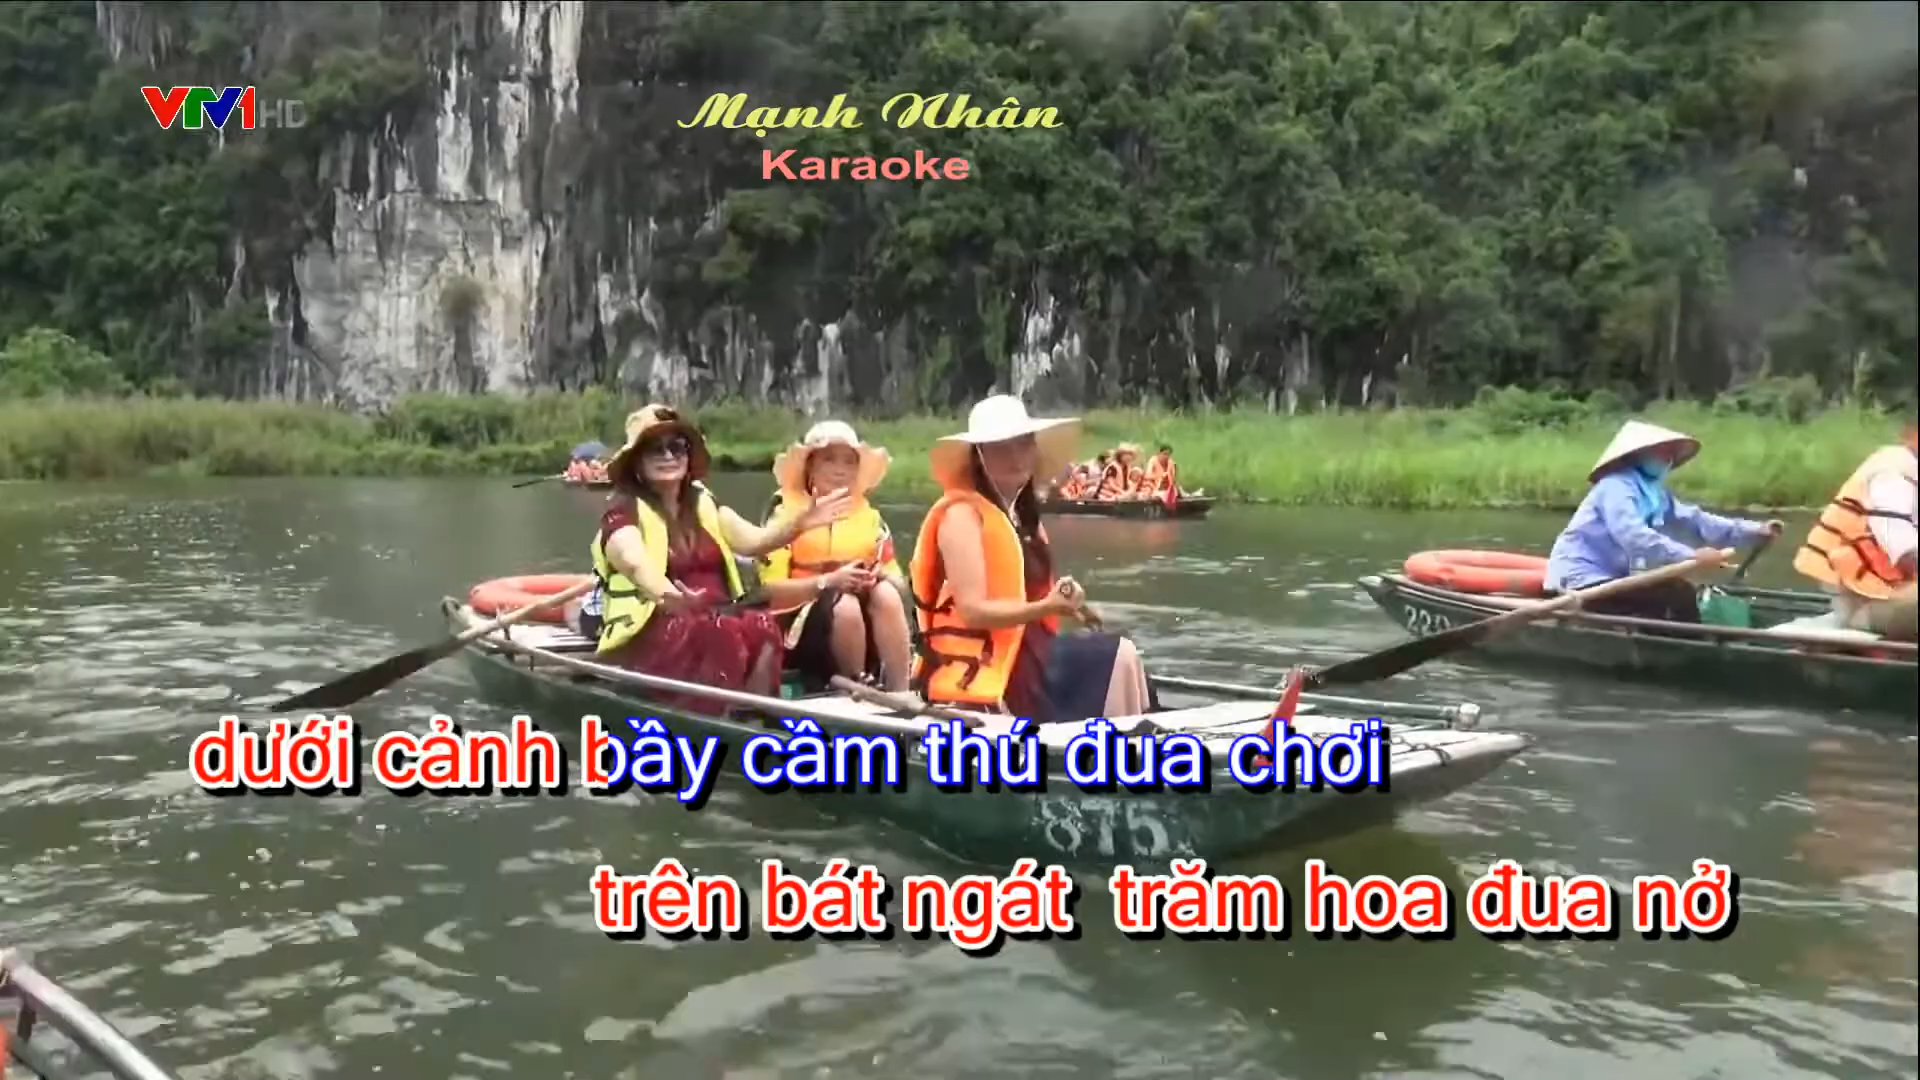 VTV1 HD
Mạnh Nhân
Karaoke
dưới cảnh bầy cầm thú đua chơi
875
trên bát ngát trăm hoa đua nở